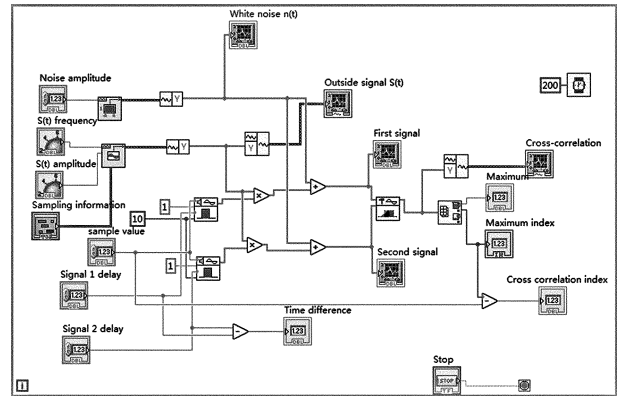 White noise n(t)
Noise amplitude
Outside signal S(t)
200
S(t) frequency
First signal
Cross-correlation
S(t) amplitude
Maximum
Sampling information
1
10
sample value
Maximum index
1
Second signal
Signal 1 delay
Cross correlation index
Time difference
Signal 2 delay
Stop
STOP
i